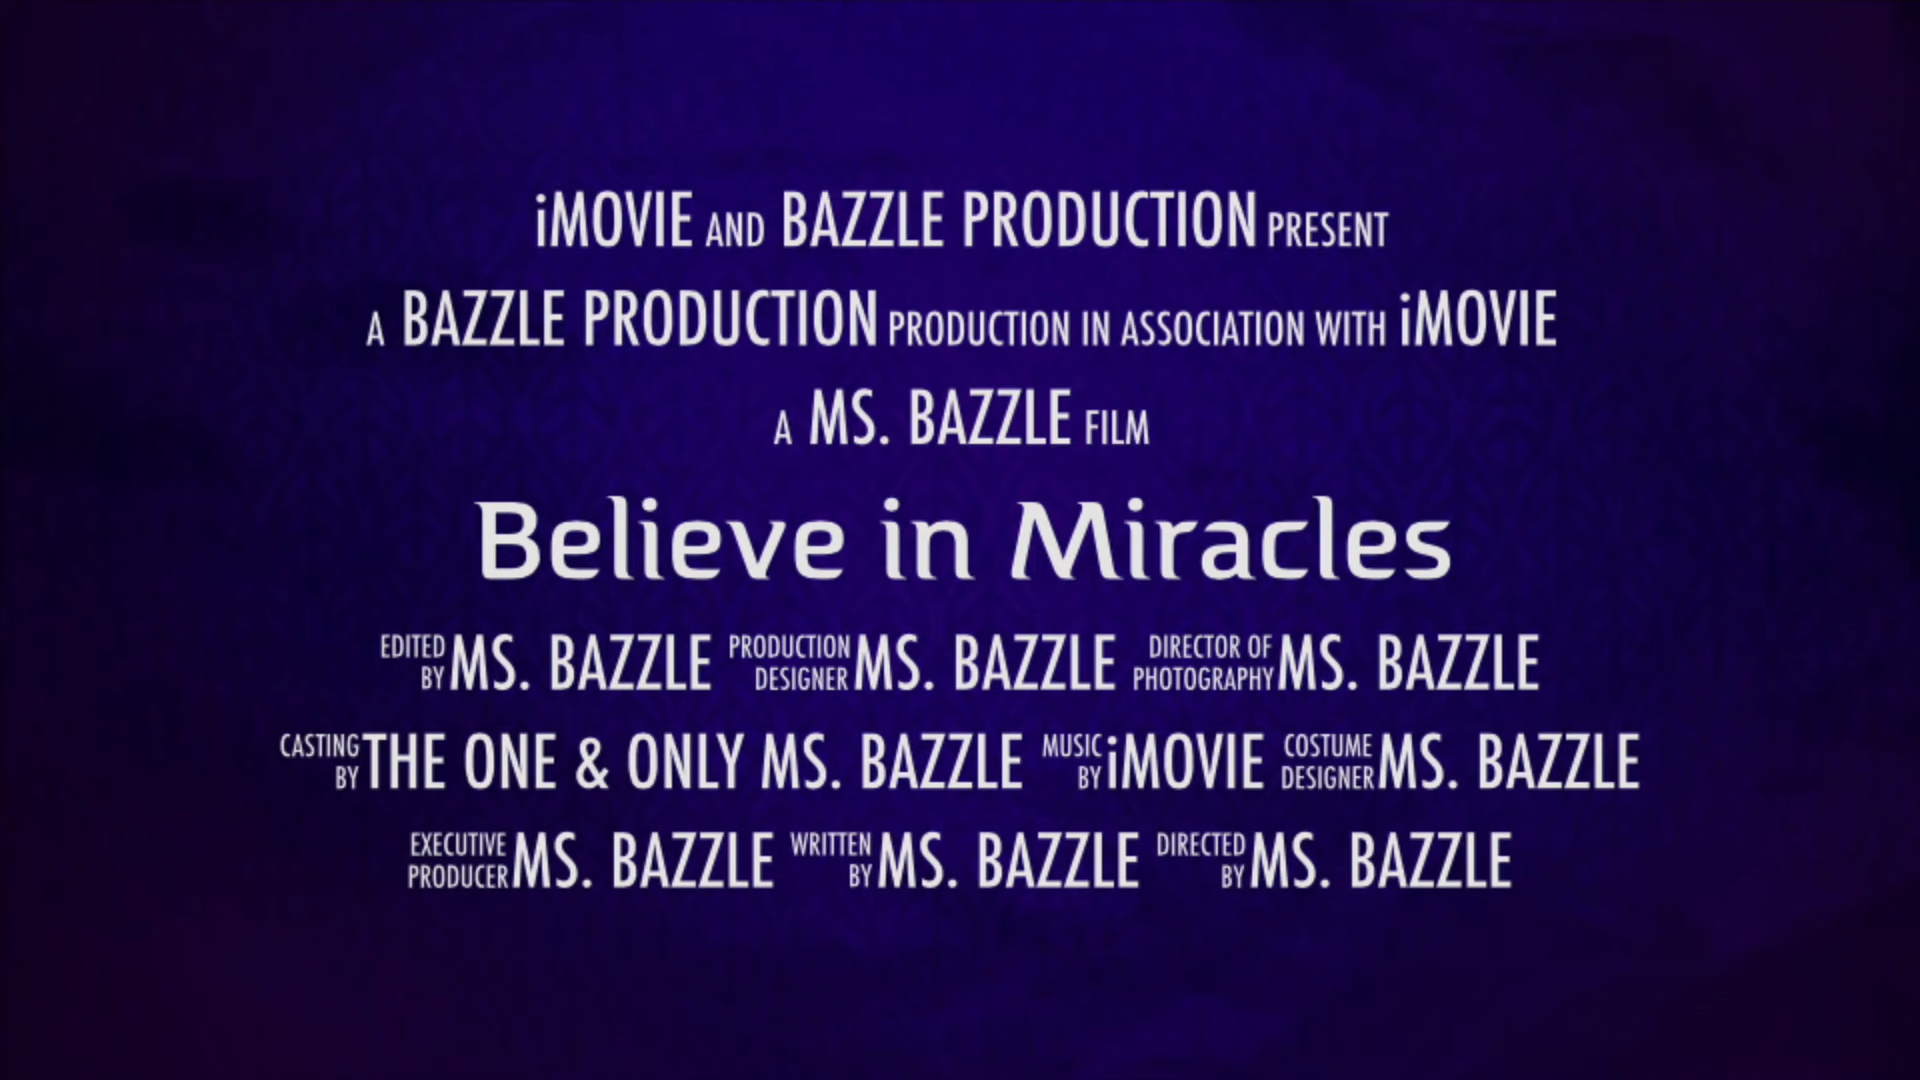 iMOVIE AND BAZZLE PRODUCTION PRESENT
A BAZZLE PRODUCTION PRODUCTION IN ASSOCIATION WITH iMOVIE
A MS. BAZZLE FILM
Believe in Miracles
EDITED BY MS. BAZZLE PRODUCTION DESIGNER MS. BAZZLE DIRECTOR OF PHOTOGRAPHY MS. BAZZLE
CASTING BY THE ONE & ONLY MS. BAZZLE MUSIC BY iMOVIE COSTUME DESIGNER MS. BAZZLE
EXECUTIVE PRODUCER MS. BAZZLE WRITTEN BY MS. BAZZLE DIRECTED BY MS. BAZZLE